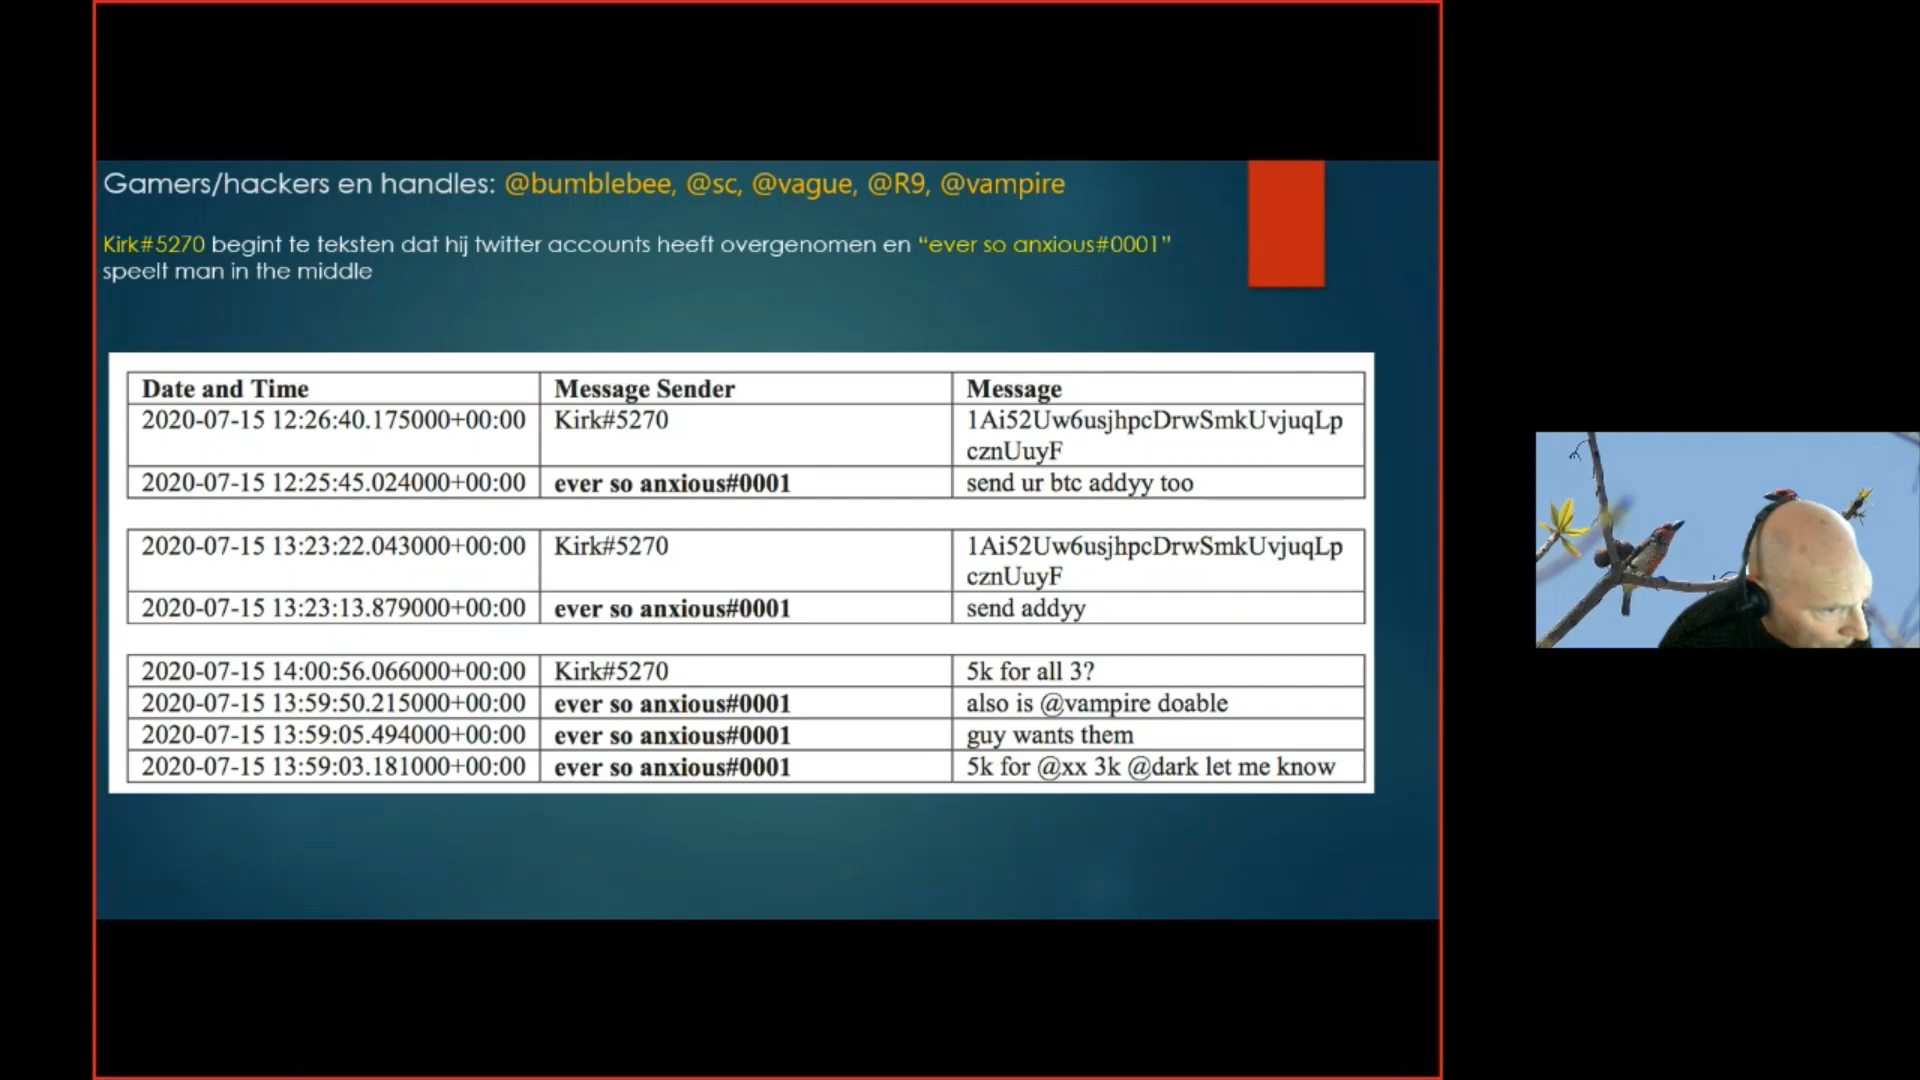 Gamers/hackers en handles: @bumblebee, @sc, @vague, @R9, @vampire
Kirk#5270 begint te teksten dat hij twitter accounts heeft overgenomen en “ever so anxious#0001”
speelt man in the middle
Date and Time Message Sender Message
2020-07-15 12:26:40.175000+00:00 Kirk#5270 1Ai52Uw6usjhpcDrwSmkUvjuqLp
cznUuyF
2020-07-15 12:25:45.024000+00:00 ever so anxious#0001 send ur btc addyy too
2020-07-15 13:23:22.043000+00:00 Kirk#5270 1Ai52Uw6usjhpcDrwSmkUvjuqLp
cznUuyF
2020-07-15 13:23:13.879000+00:00 ever so anxious#0001 send addyy
2020-07-15 14:00:56.066000+00:00 Kirk#5270 5k for all 3?
2020-07-15 13:59:50.215000+00:00 ever so anxious#0001 also is @vampire doable
2020-07-15 13:59:05.494000+00:00 ever so anxious#0001 guy wants them
2020-07-15 13:59:03.181000+00:00 ever so anxious#0001 5k for @xx 3k @dark let me know